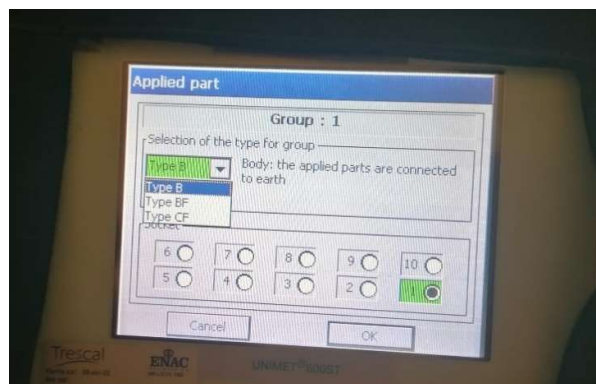 Applied part
Group : 1
Selection of the type for group
Type B
Body: the applied parts are connected
to earth
Type B
Type BF
Type CF
Socket
6 7 8 9 10
5 4 3 2 1
Cancel OK
Trescal
ENAC
UNIMET®800ST